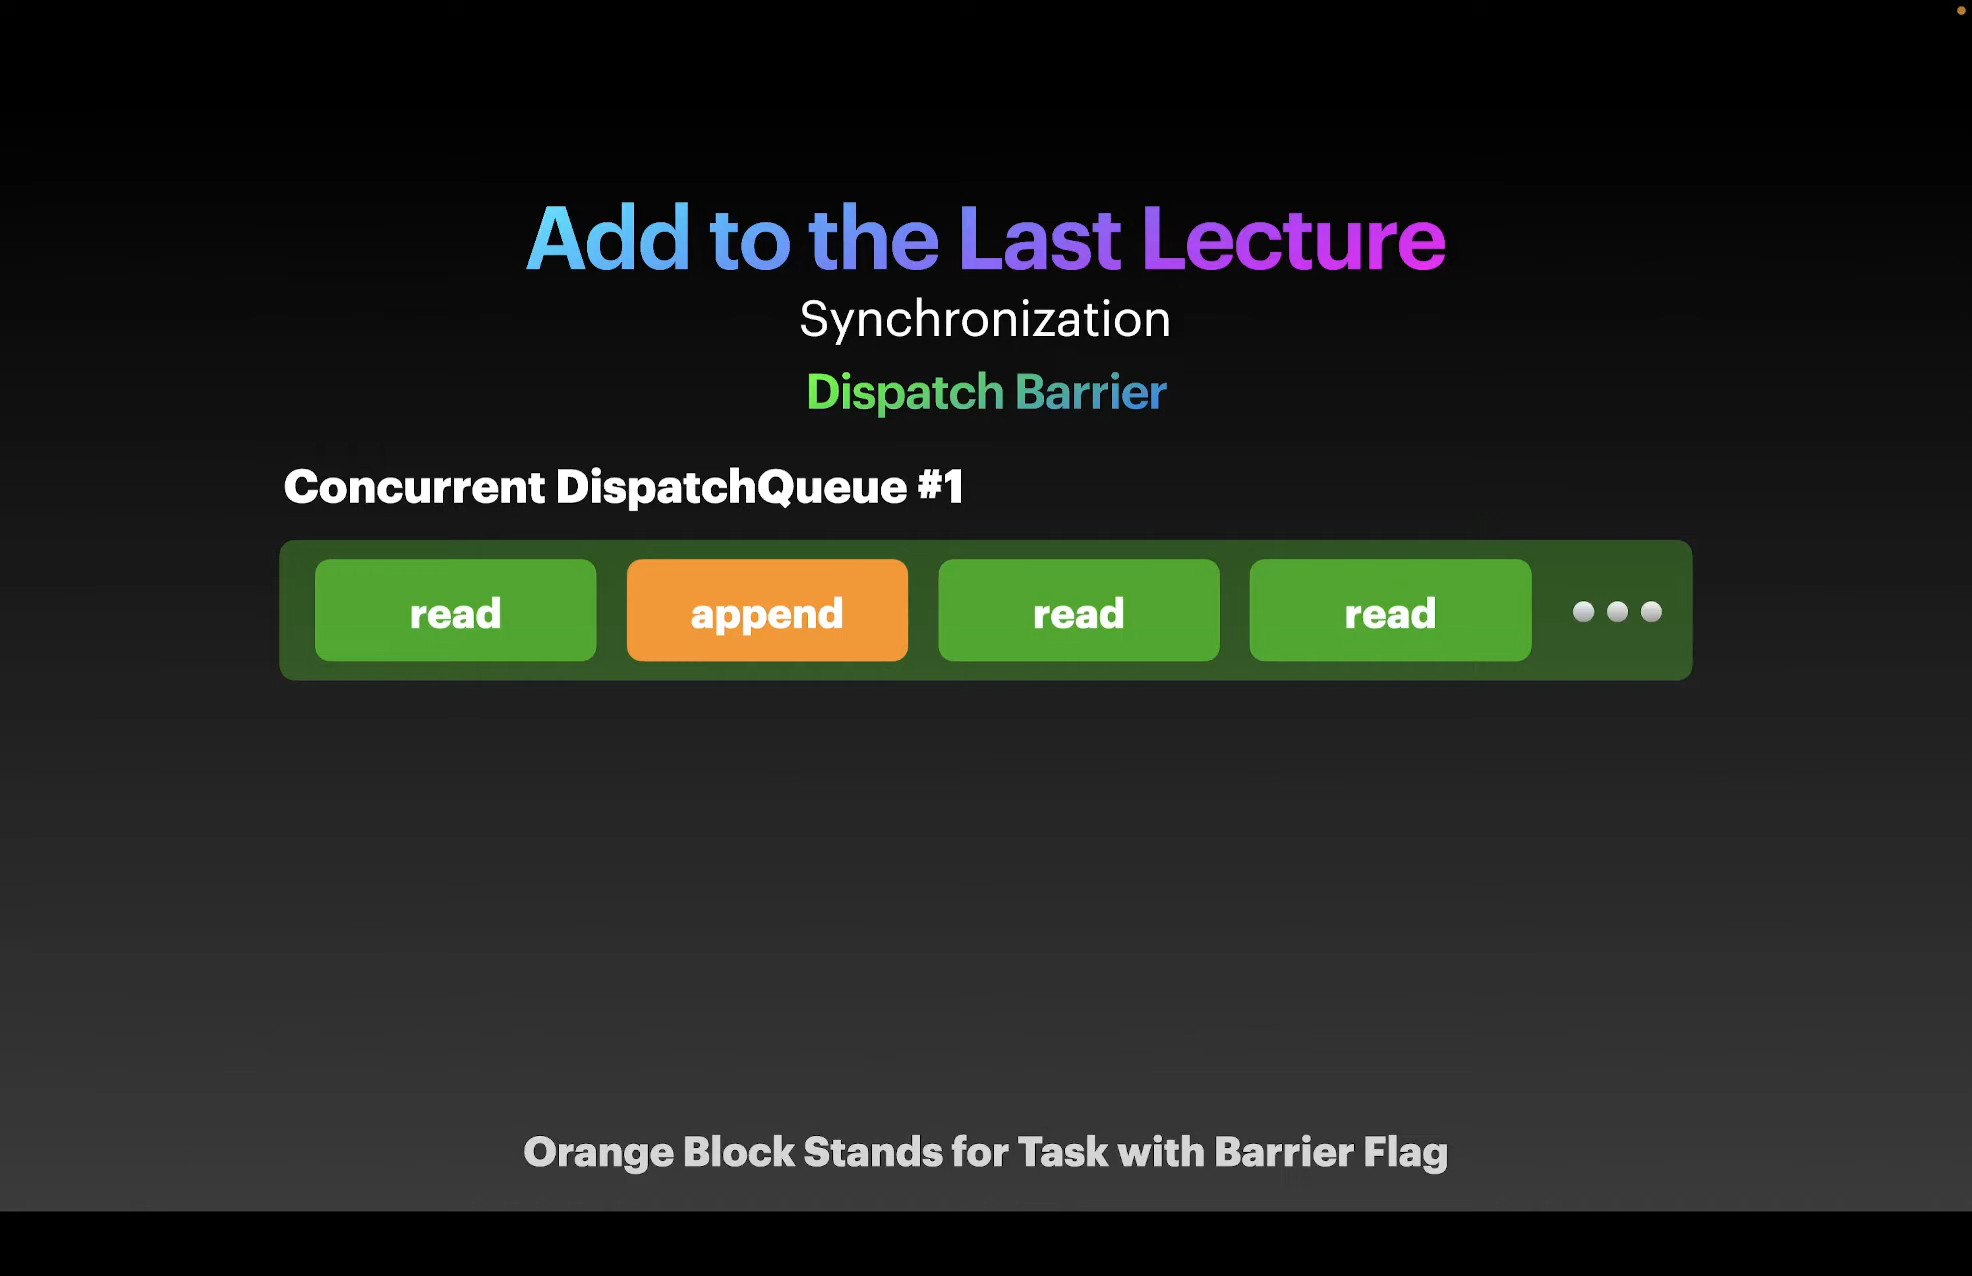 Add to the Last Lecture
Synchronization
Dispatch Barrier
Concurrent DispatchQueue #1
read append read read
Orange Block Stands for Task with Barrier Flag